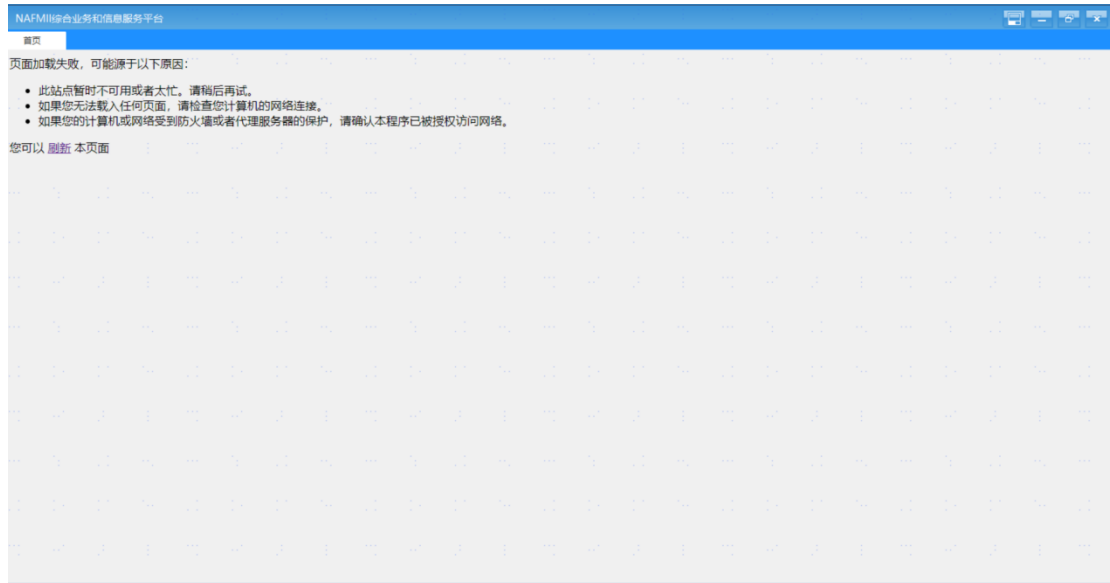 NAFMII综合业务和信息服务平台
首页
页面加载失败，可能源于以下原因：
此站点暂时不可用或者太忙。请稍后再试。
如果您无法载入任何页面，请检查您计算机的网络连接。
如果您的计算机或网络受到防火墙或者代理服务器的保护，请确认本程序已被授权访问网络。
您可以 刷新 本页面